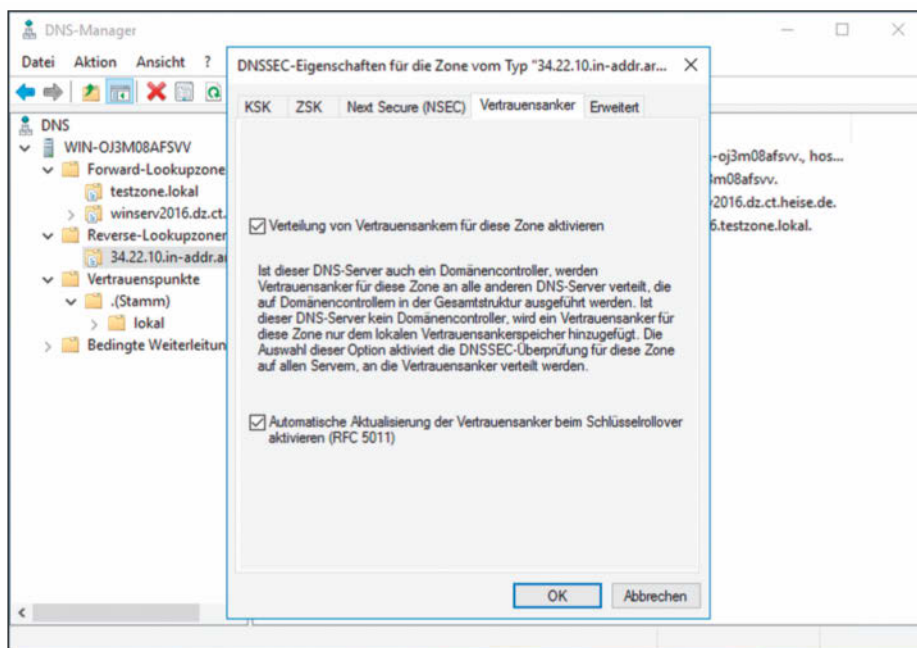 DNS-Manager
Datei Aktion Ansicht ?
DNS
WIN-OJ3M08AFSVV
Forward-Lookupzone
testzone.lokal
winserv2016.dz.ct.
Reverse-Lookupzoner
34.22.10.in-addr.ar
Vertrauenspunkte
.(Stamm)
lokal
Bedingte Weiterleitun
n-oj3m08afsvv., hos...
j3m08afsvv.
v2016.dz.ct.heise.de.
6.testzone.lokal.
DNSSEC-Eigenschaften für die Zone vom Typ "34.22.10.in-addr.ar...
KSK ZSK Next Secure (NSEC) Vertrauensanker Erweitert
Verteilung von Vertrauensankern für diese Zone aktivieren
Ist dieser DNS-Server auch ein Domänencontroller, werden
Vertrauensanker für diese Zone an alle anderen DNS-Server verteilt, die
auf Domänencontrollern in der Gesamtstruktur ausgeführt werden. Ist
dieser DNS-Server kein Domänencontroller, wird ein Vertrauensanker für
diese Zone nur dem lokalen Vertrauensankerspeicher hinzugefügt. Die
Auswahl dieser Option aktiviert die DNSSEC-Überprüfung für diese Zone
auf allen Servern, an die Vertrauensanker verteilt werden.
Automatische Aktualisierung der Vertrauensanker beim Schlüsselrollover
aktivieren (RFC 5011)
OK Abbrechen